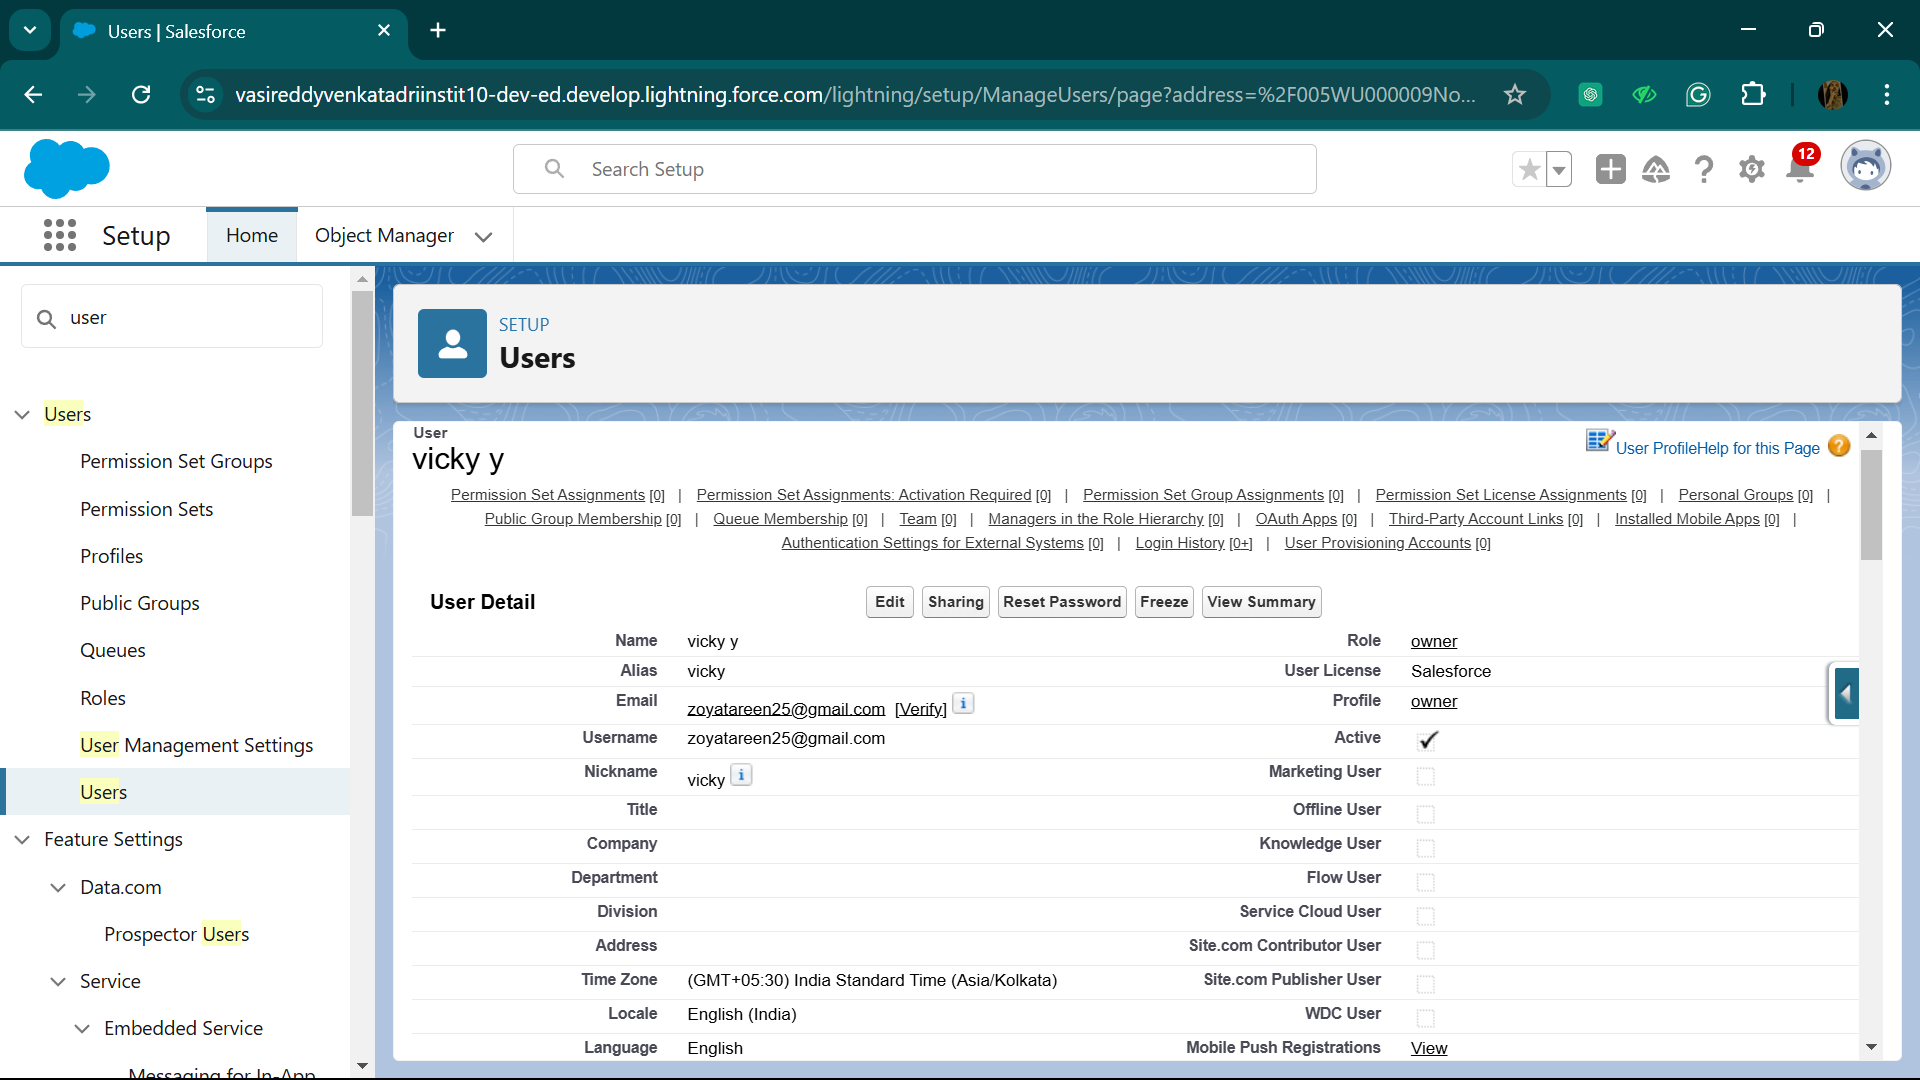 Users | Salesforce
vasireddyvenkatadriinstit10-dev-ed.develop.lightning.force.com/lightning/setup/ManageUsers/page?address=%2F005WU000009No...
Search Setup
12
Setup
Home
Object Manager
user
Users
Permission Set Groups
Permission Sets
Profiles
Public Groups
Queues
Roles
User Management Settings
Users
Feature Settings
Data.com
Prospector Users
Service
Embedded Service
Messaging for In-App
SETUP
Users
User
vicky y
User Profile Help for this Page
Permission Set Assignments [0] | Permission Set Assignments: Activation Required [0] | Permission Set Group Assignments [0] | Permission Set License Assignments [0] | Personal Groups [0] |
Public Group Membership [0] | Queue Membership [0] | Team [0] | Managers in the Role Hierarchy [0] | OAuth Apps [0] | Third-Party Account Links [0] | Installed Mobile Apps [0] |
Authentication Settings for External Systems [0] | Login History [0+] | User Provisioning Accounts [0]
User Detail
Edit Sharing Reset Password Freeze View Summary
Name vicky y Role owner
Alias vicky User License Salesforce
Email zoyatareen25@gmail.com [Verify] Profile owner
Username zoyatareen25@gmail.com Active
Nickname vicky Marketing User
Title Offline User
Company Knowledge User
Department Flow User
Division Service Cloud User
Address Site.com Contributor User
Time Zone (GMT+05:30) India Standard Time (Asia/Kolkata) Site.com Publisher User
Locale English (India) WDC User
Language English Mobile Push Registrations View